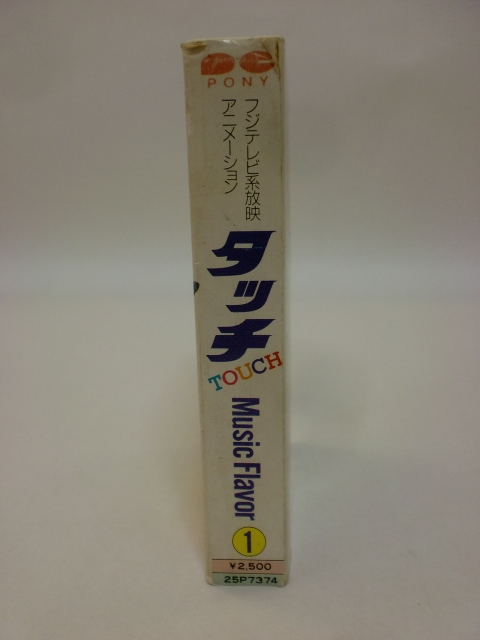 PONY
フジテレビ系放映
アニメーション
タッチ
TOUCH
Music Flavor
1
¥2,500
25P7374